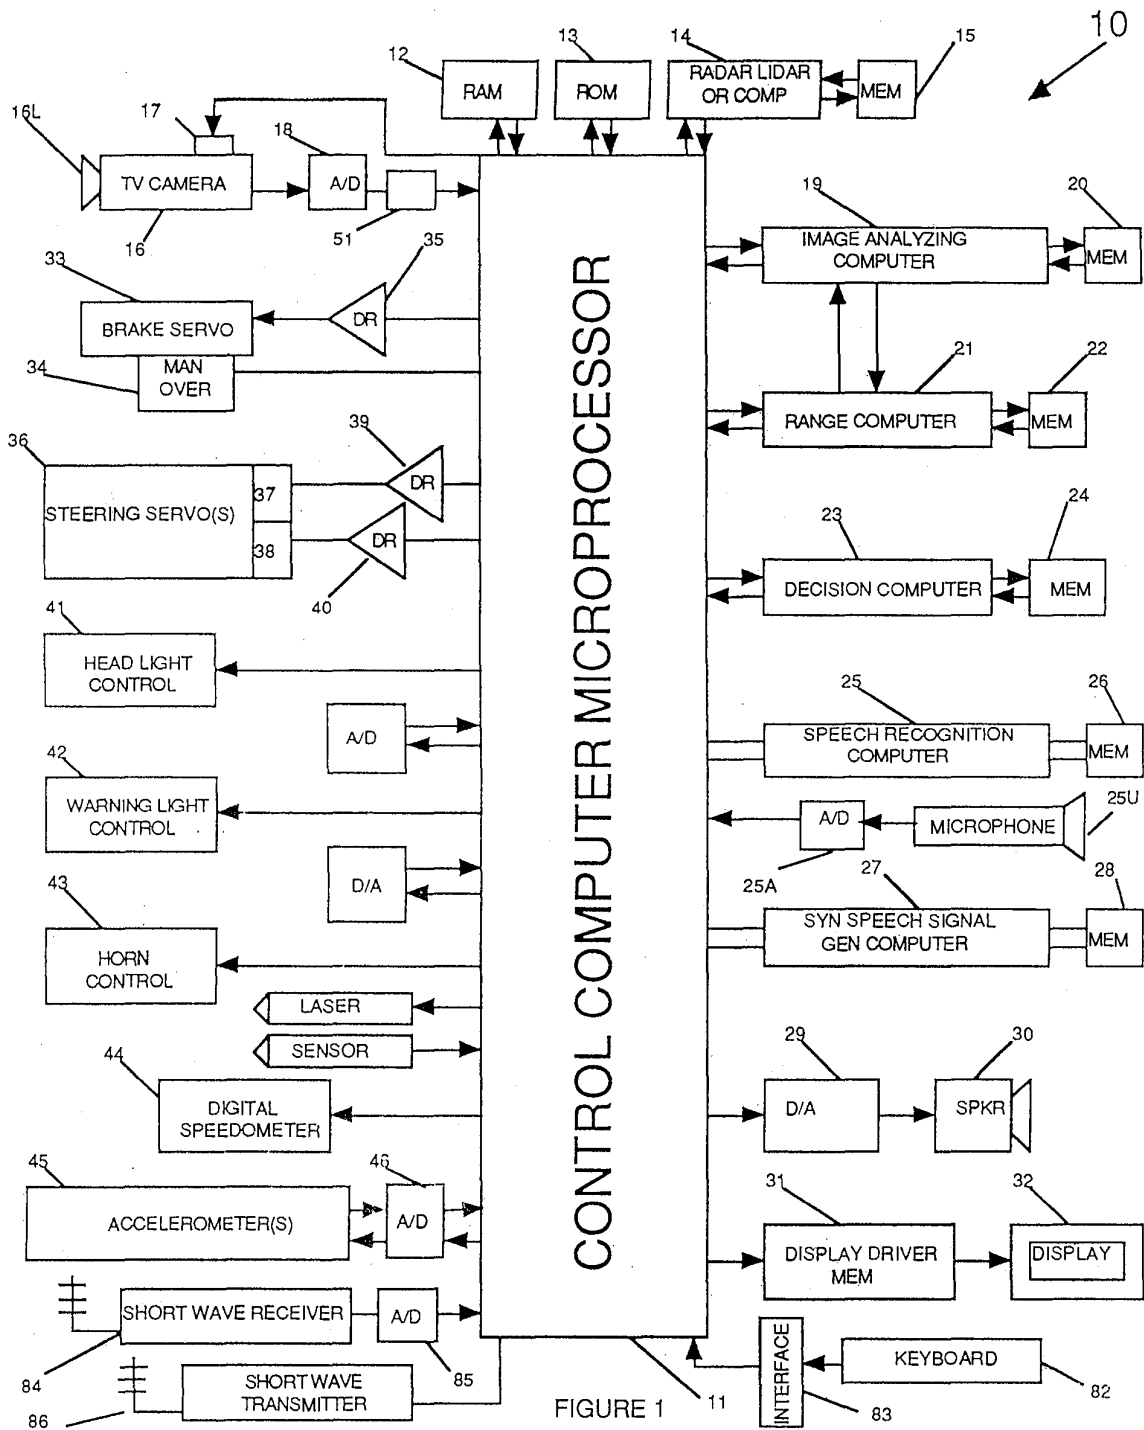 10
12
13
14
15
RAM
ROM
RADAR LIDAR
OR COMP
MEM
16L
17
18
TV CAMERA
A/D
16
51
35
19
20
IMAGE ANALYZING
COMPUTER
MEM
33
BRAKE SERVO
DR
34
MAN
OVER
21
22
RANGE COMPUTER
MEM
36
39
37
DR
STEERING SERVO(S)
38
DR
40
23
24
DECISION COMPUTER
MEM
41
HEAD LIGHT
CONTROL
A/D
25
26
SPEECH RECOGNITION
COMPUTER
MEM
42
WARNING LIGHT
CONTROL
25U
A/D
MICROPHONE
25A
D/A
27
28
SYN SPEECH SIGNAL
GEN COMPUTER
MEM
43
HORN
CONTROL
LASER
SENSOR
44
DIGITAL
SPEEDOMETER
29
30
D/A
SPKR
45
46
ACCELEROMETER(S)
A/D
31
32
DISPLAY DRIVER
MEM
DISPLAY
SHORT WAVE RECEIVER
A/D
84
85
SHORT WAVE
TRANSMITTER
86
CONTROL COMPUTER MICROPROCESSOR
11
INTERFACE
KEYBOARD
82
83
FIGURE 1